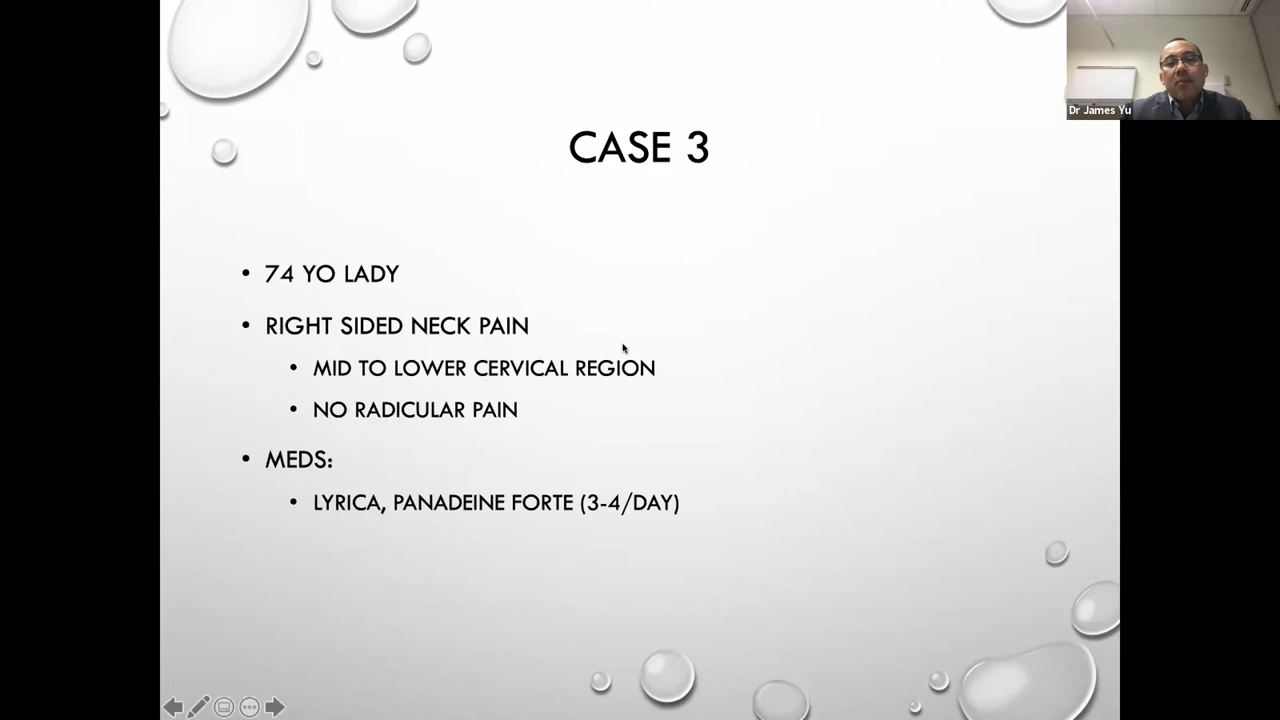 Dr James Yu
CASE 3
• 74 YO LADY
• RIGHT SIDED NECK PAIN
• MID TO LOWER CERVICAL REGION
• NO RADICULAR PAIN
• MEDS:
• LYRICA, PANADEINE FORTE (3-4/DAY)